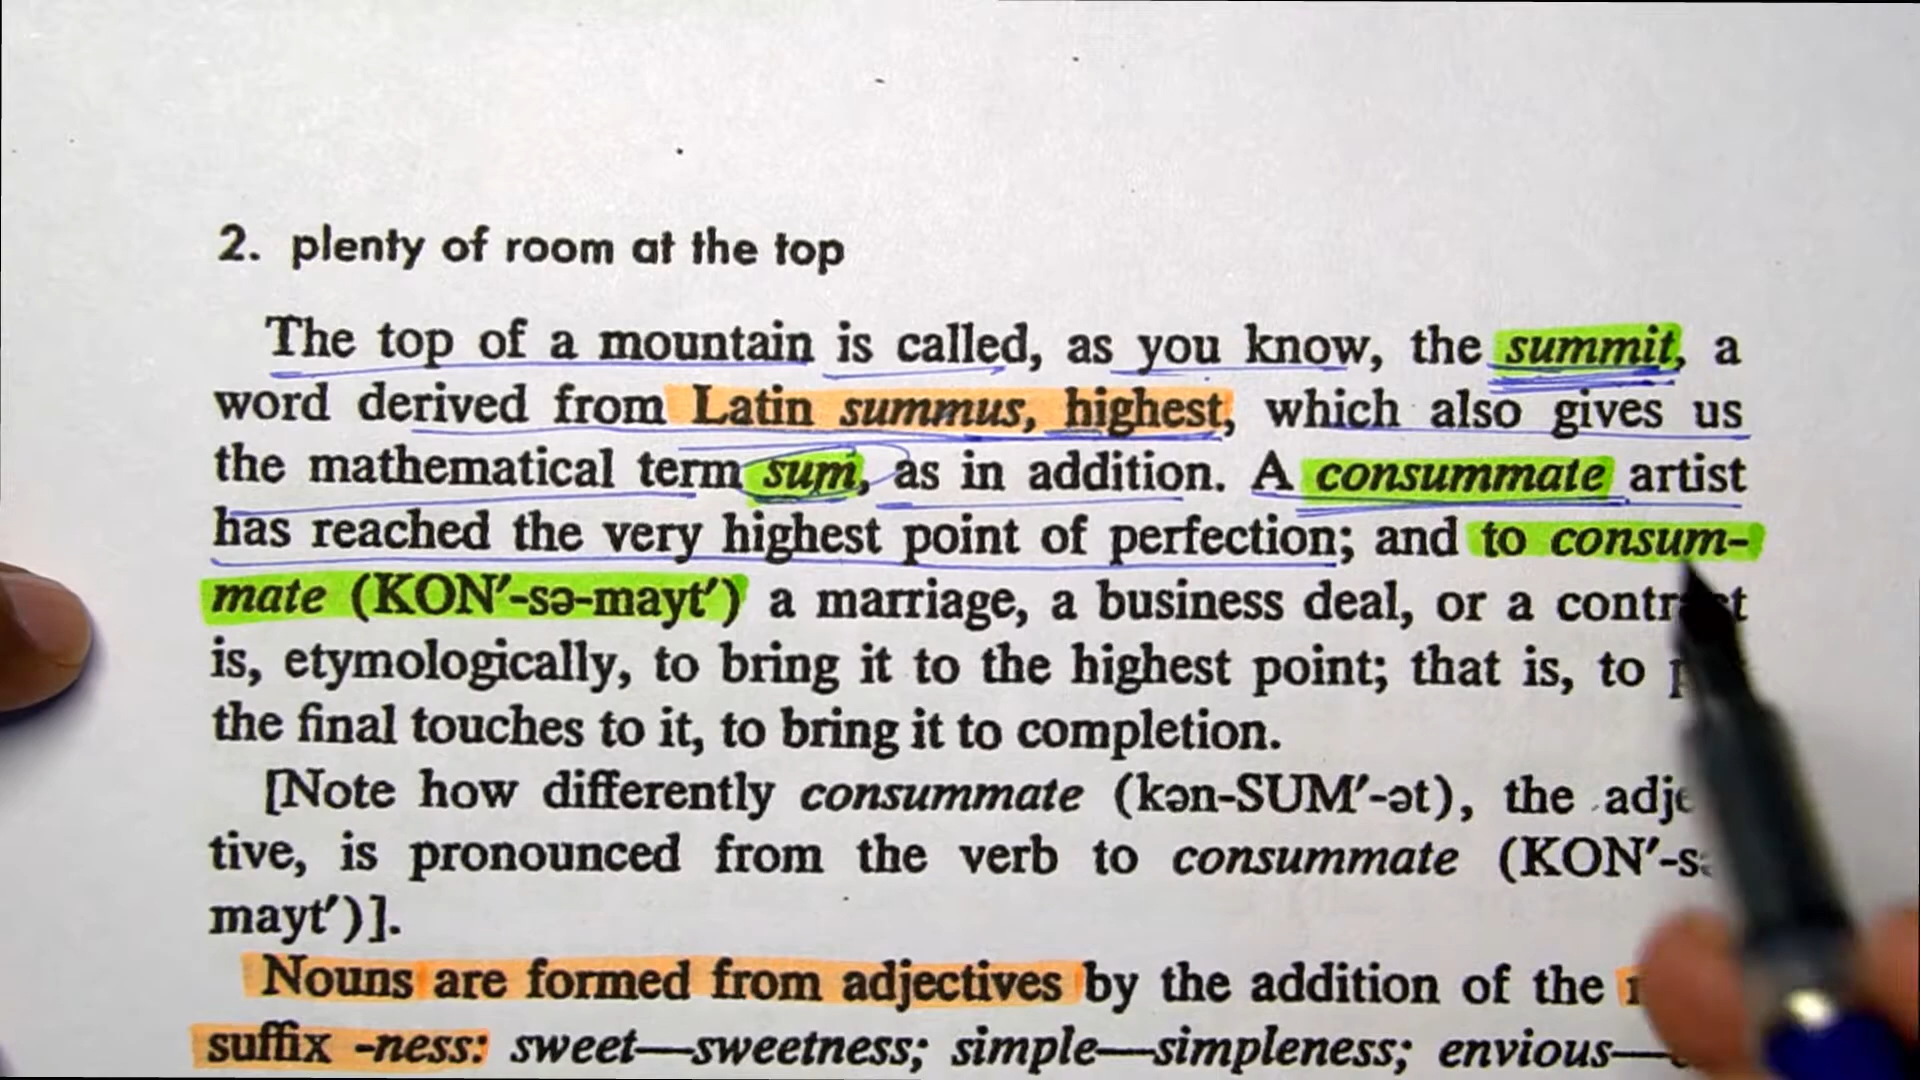 2. plenty of room at the top
The top of a mountain is called, as you know, the summit, a
word derived from Latin summus, highest, which also gives us
the mathematical term sum, as in addition. A consummate artist
has reached the very highest point of perfection; and to consum-
mate (KON′-sə-mayt′) a marriage, a business deal, or a
is, etymologically, to bring it to the highest point; that is, to
the final touches to it, to bring it to completion.
[Note how differently consummate (kən-SUM′-ət), the
tive, is pronounced from the verb to consummate
mayt′)].
Nouns are formed from adjectives by the addition of the
suffix -ness: sweet—sweetness; simple—simpleness; envious—